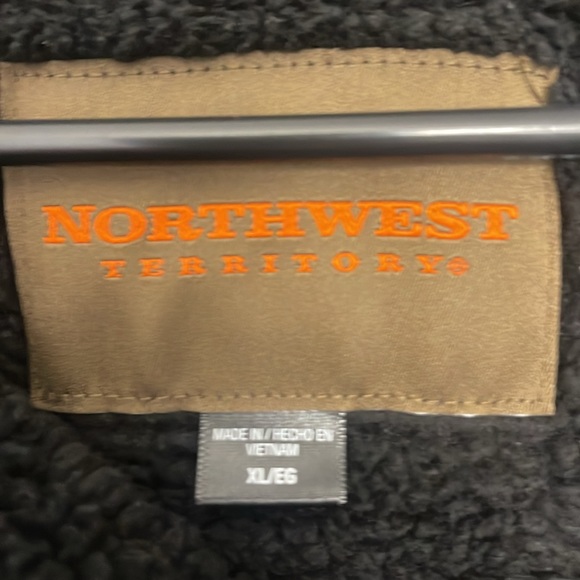 NORTHWEST
TERRITORY®
MADE IN / HECHO EN
VIETNAM
XL/EG